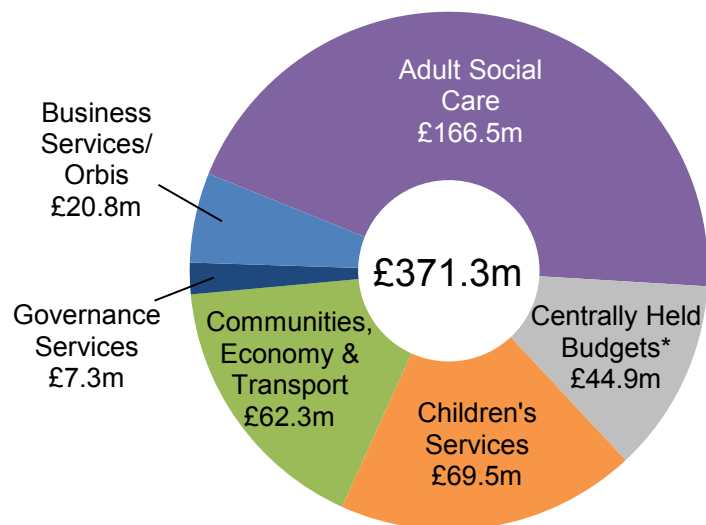 Adult Social
Care
£166.5m
Business
Services/
Orbis
£20.8m
£371.3m
Governance
Services
£7.3m
Communities,
Economy &
Transport
£62.3m
Centrally Held
Budgets*
£44.9m
Children's
Services
£69.5m